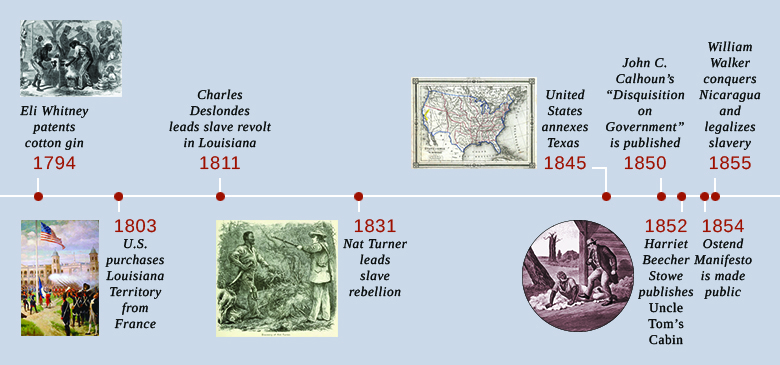 Eli Whitney
patents
cotton gin
1794
1803
U.S.
purchases
Louisiana
Territory
from
France
Charles
Deslondes
leads slave revolt
in Louisiana
1811
1831
Nat Turner
leads
slave
rebellion
United
States
annexes
Texas
1845
John C.
Calhoun’s
“Disquisition
on
Government”
is published
1850
1852
Harriet
Beecher
Stowe
publishes
Uncle
Tom’s
Cabin
1854
Ostend
Manifesto
is made
public
William
Walker
conquers
Nicaragua
and
legalizes
slavery
1855